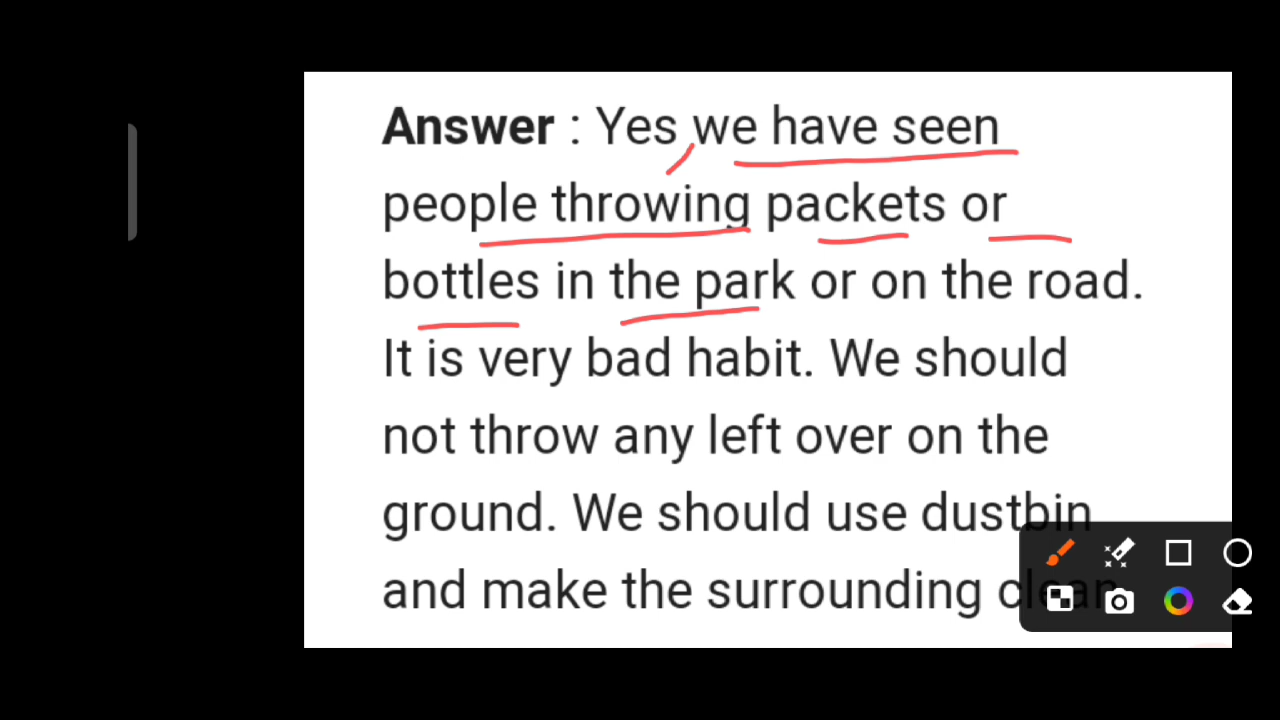 Answer : Yes we have seen
people throwing packets or
bottles in the park or on the road.
It is very bad habit. We should
not throw any left over on the
ground. We should use dustbin
and make the surrounding clean